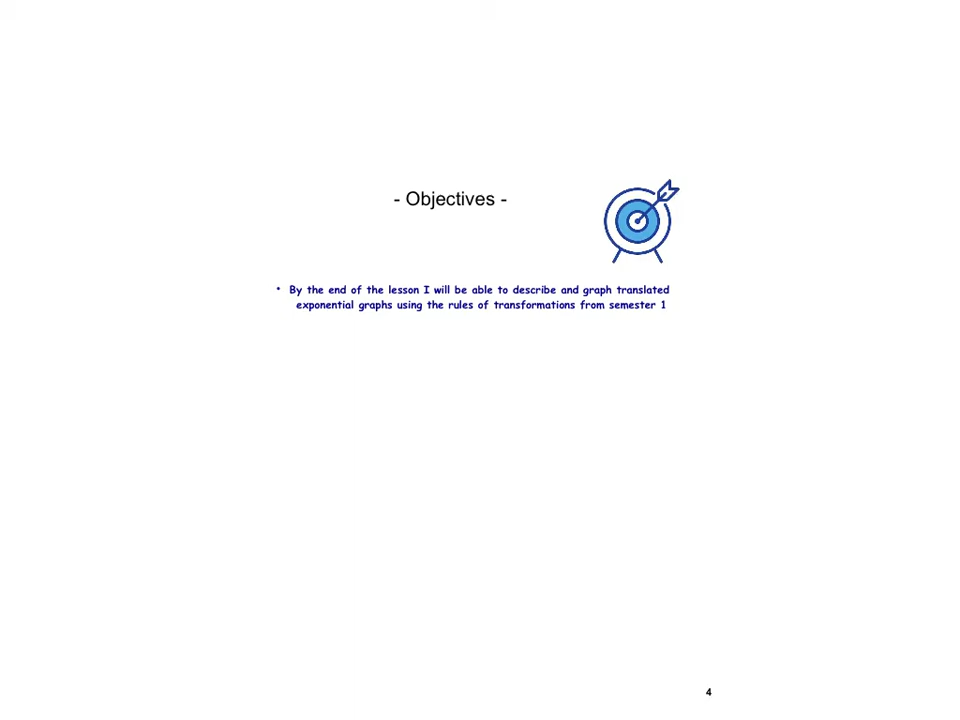 - Objectives -
• By the end of the lesson I will be able to describe and graph translated
exponential graphs using the rules of transformations from semester 1
4